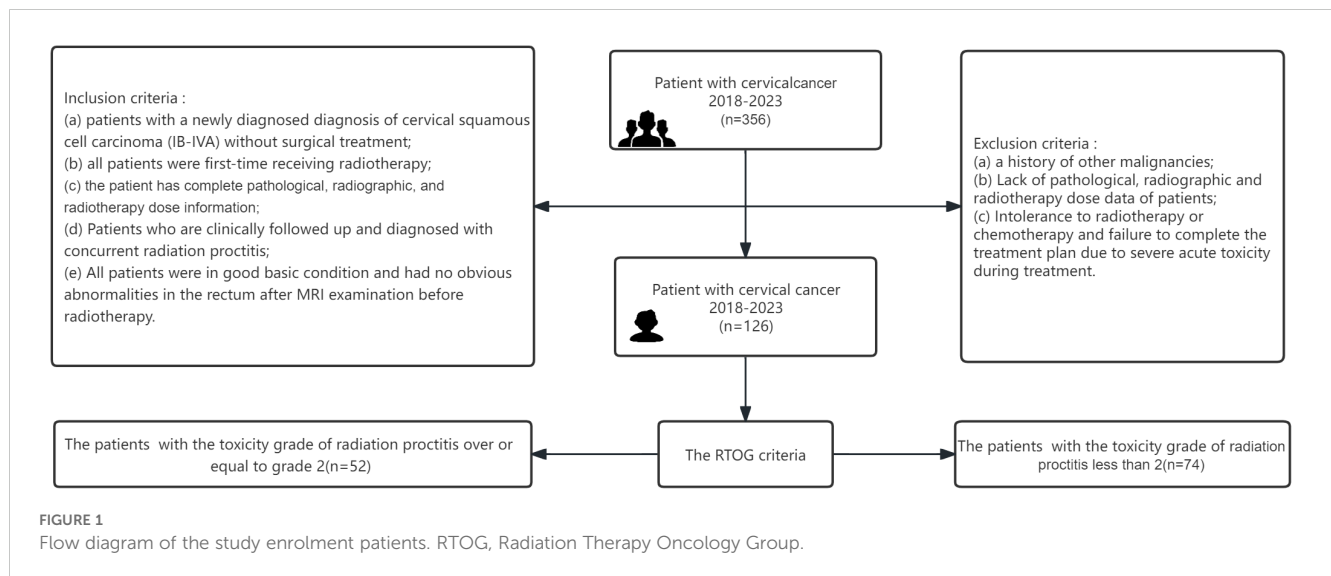 Inclusion criteria :
(a) patients with a newly diagnosed diagnosis of cervical squamous
cell carcinoma (IB-IVA) without surgical treatment;
(b) all patients were first-time receiving radiotherapy;
(c) the patient has complete pathological, radiographic, and
radiotherapy dose information;
(d) Patients who are clinically followed up and diagnosed with
concurrent radiation proctitis;
(e) All patients were in good basic condition and had no obvious
abnormalities in the rectum after MRI examination before
radiotherapy.
Patient with cervicalcancer
2018-2023
(n=356)
Exclusion criteria :
(a) a history of other malignancies;
(b) Lack of pathological, radiographic and
radiotherapy dose data of patients;
(c) Intolerance to radiotherapy or
chemotherapy and failure to complete the
treatment plan due to severe acute toxicity
during treatment.
Patient with cervical cancer
2018-2023
(n=126)
The patients with the toxicity grade of radiation proctitis over or
equal to grade 2(n=52)
The RTOG criteria
The patients with the toxicity grade of radiation
proctitis less than 2(n=74)
FIGURE 1
Flow diagram of the study enrolment patients. RTOG, Radiation Therapy Oncology Group.